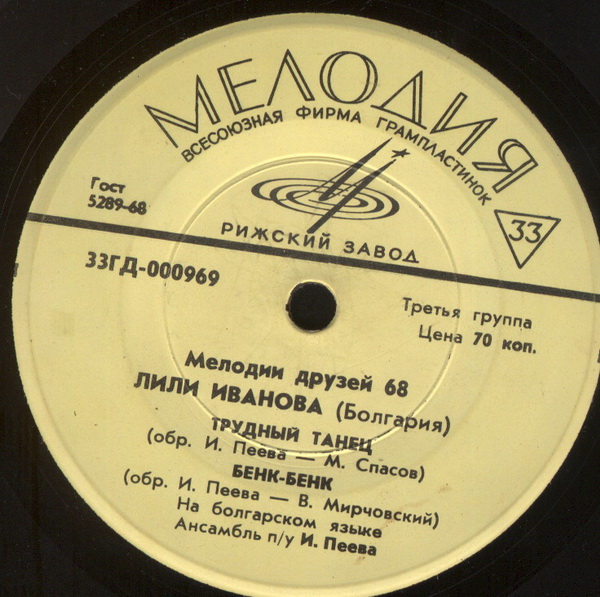 МЕЛОДИЯ
ВСЕСОЮЗНАЯ ФИРМА ГРАМПЛАСТИНОК
Гост
5289-68
33
РИЖСКИЙ ЗАВОД
33ГД-000969
Третья группа
Цена 70 коп.
Мелодии друзей 68
ЛИЛИ ИВАНОВА (Болгария)
ТРУДНЫЙ ТАНЕЦ
(обр. И. Пеева — М. Спасов)
БЕНК-БЕНК
(обр. И. Пеева — В. Мирчовский)
На болгарском языке
Ансамбль п/у И. Пеева